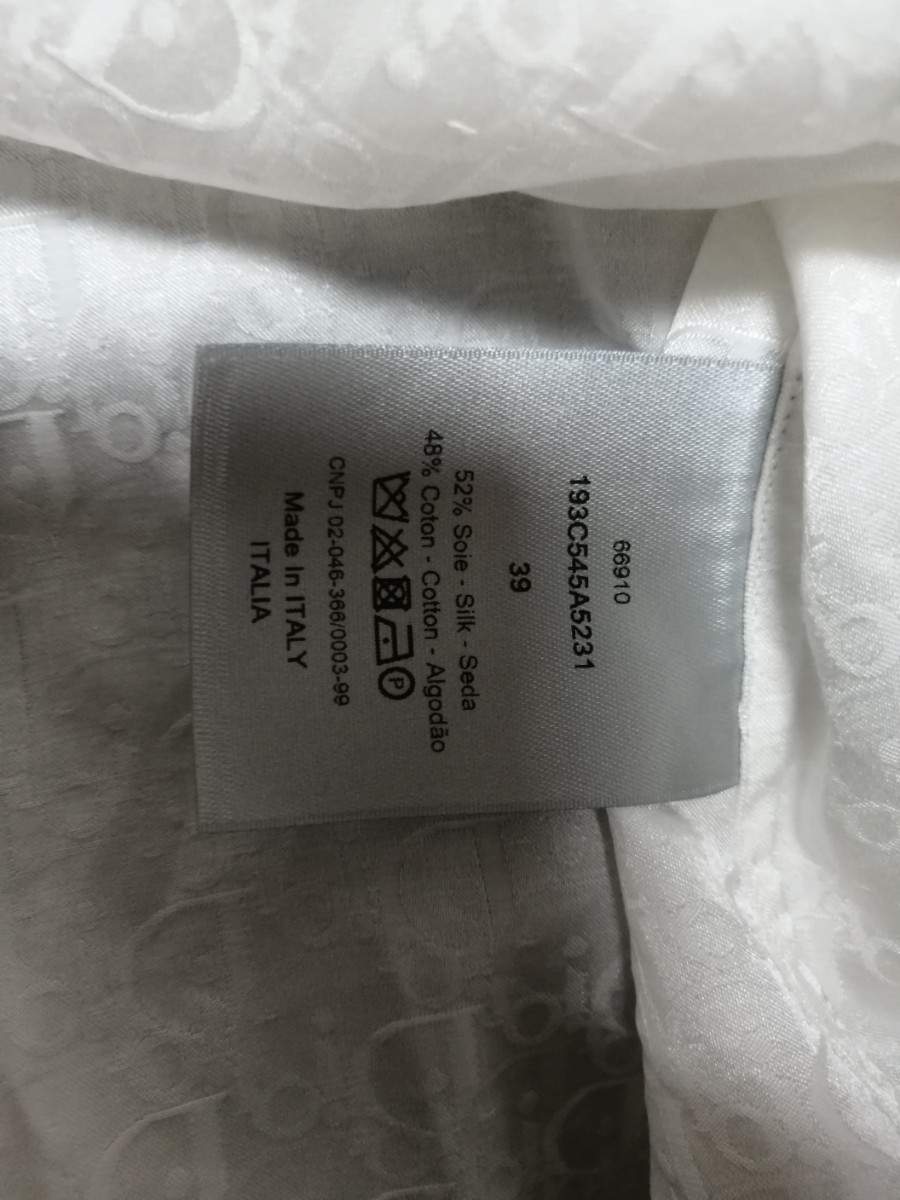 66910
193C545A5231
39
52% Soie - Silk - Seda
48% Coton - Cotton - Algodão
P
CNPJ 02-046-366/0003-99
Made In ITALY
ITALIA